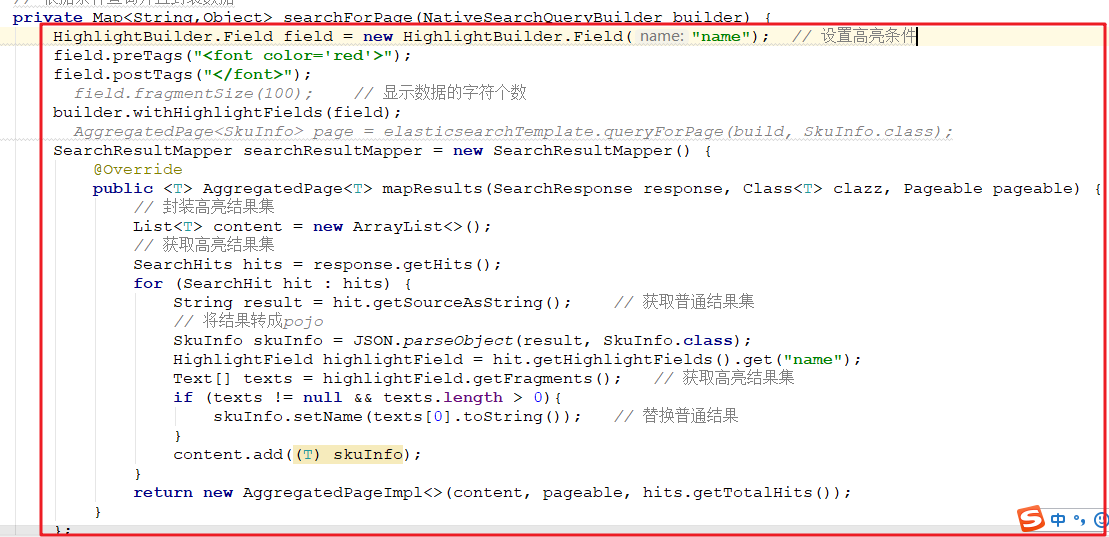 // 根据条件查询并且封装数据
private Map<String,Object> searchForPage(NativeSearchQueryBuilder builder) {
HighlightBuilder.Field field = new HighlightBuilder.Field( name: "name");  // 设置高亮条件
field.preTags("<font color='red'>");
field.postTags("</font>");
field.fragmentSize(100);    // 显示数据的字符个数
builder.withHighlightFields(field);
AggregatedPage<SkuInfo> page = elasticsearchTemplate.queryForPage(build, SkuInfo.class);
SearchResultMapper searchResultMapper = new SearchResultMapper() {
@Override
public <T> AggregatedPage<T> mapResults(SearchResponse response, Class<T> clazz, Pageable pageable) {
// 封装高亮结果集
List<T> content = new ArrayList<>();
// 获取高亮结果集
SearchHits hits = response.getHits();
for (SearchHit hit : hits) {
String result = hit.getSourceAsString();    // 获取普通结果集
// 将结果转成pojo
SkuInfo skuInfo = JSON.parseObject(result, SkuInfo.class);
HighlightField highlightField = hit.getHighlightFields().get("name");
Text[] texts = highlightField.getFragments();   // 获取高亮结果集
if (texts != null && texts.length > 0){
skuInfo.setName(texts[0].toString());   // 替换普通结果
}
content.add((T) skuInfo);
}
return new AggregatedPageImpl<>(content, pageable, hits.getTotalHits());
}
};
S 中 °,